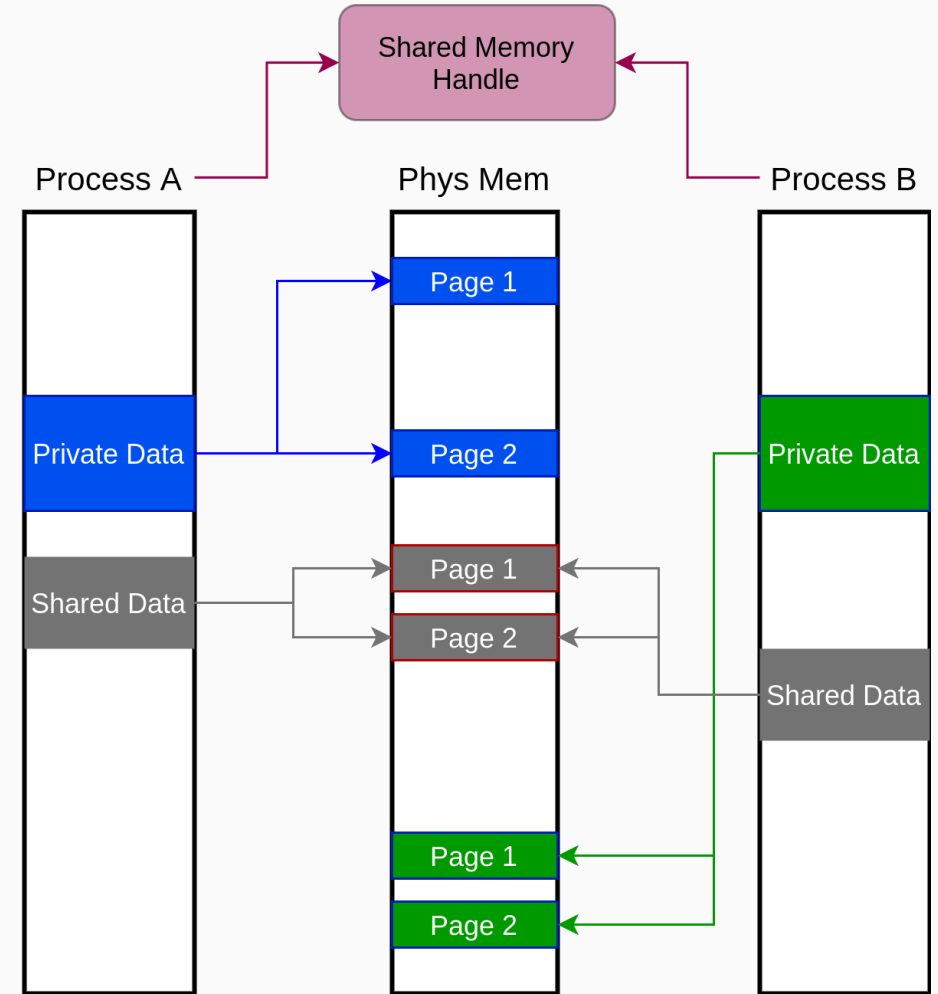 Shared Memory
Handle
Process A
Phys Mem
Process B
Page 1
Private Data
Page 2
Private Data
Page 1
Shared Data
Page 2
Shared Data
Page 1
Page 2